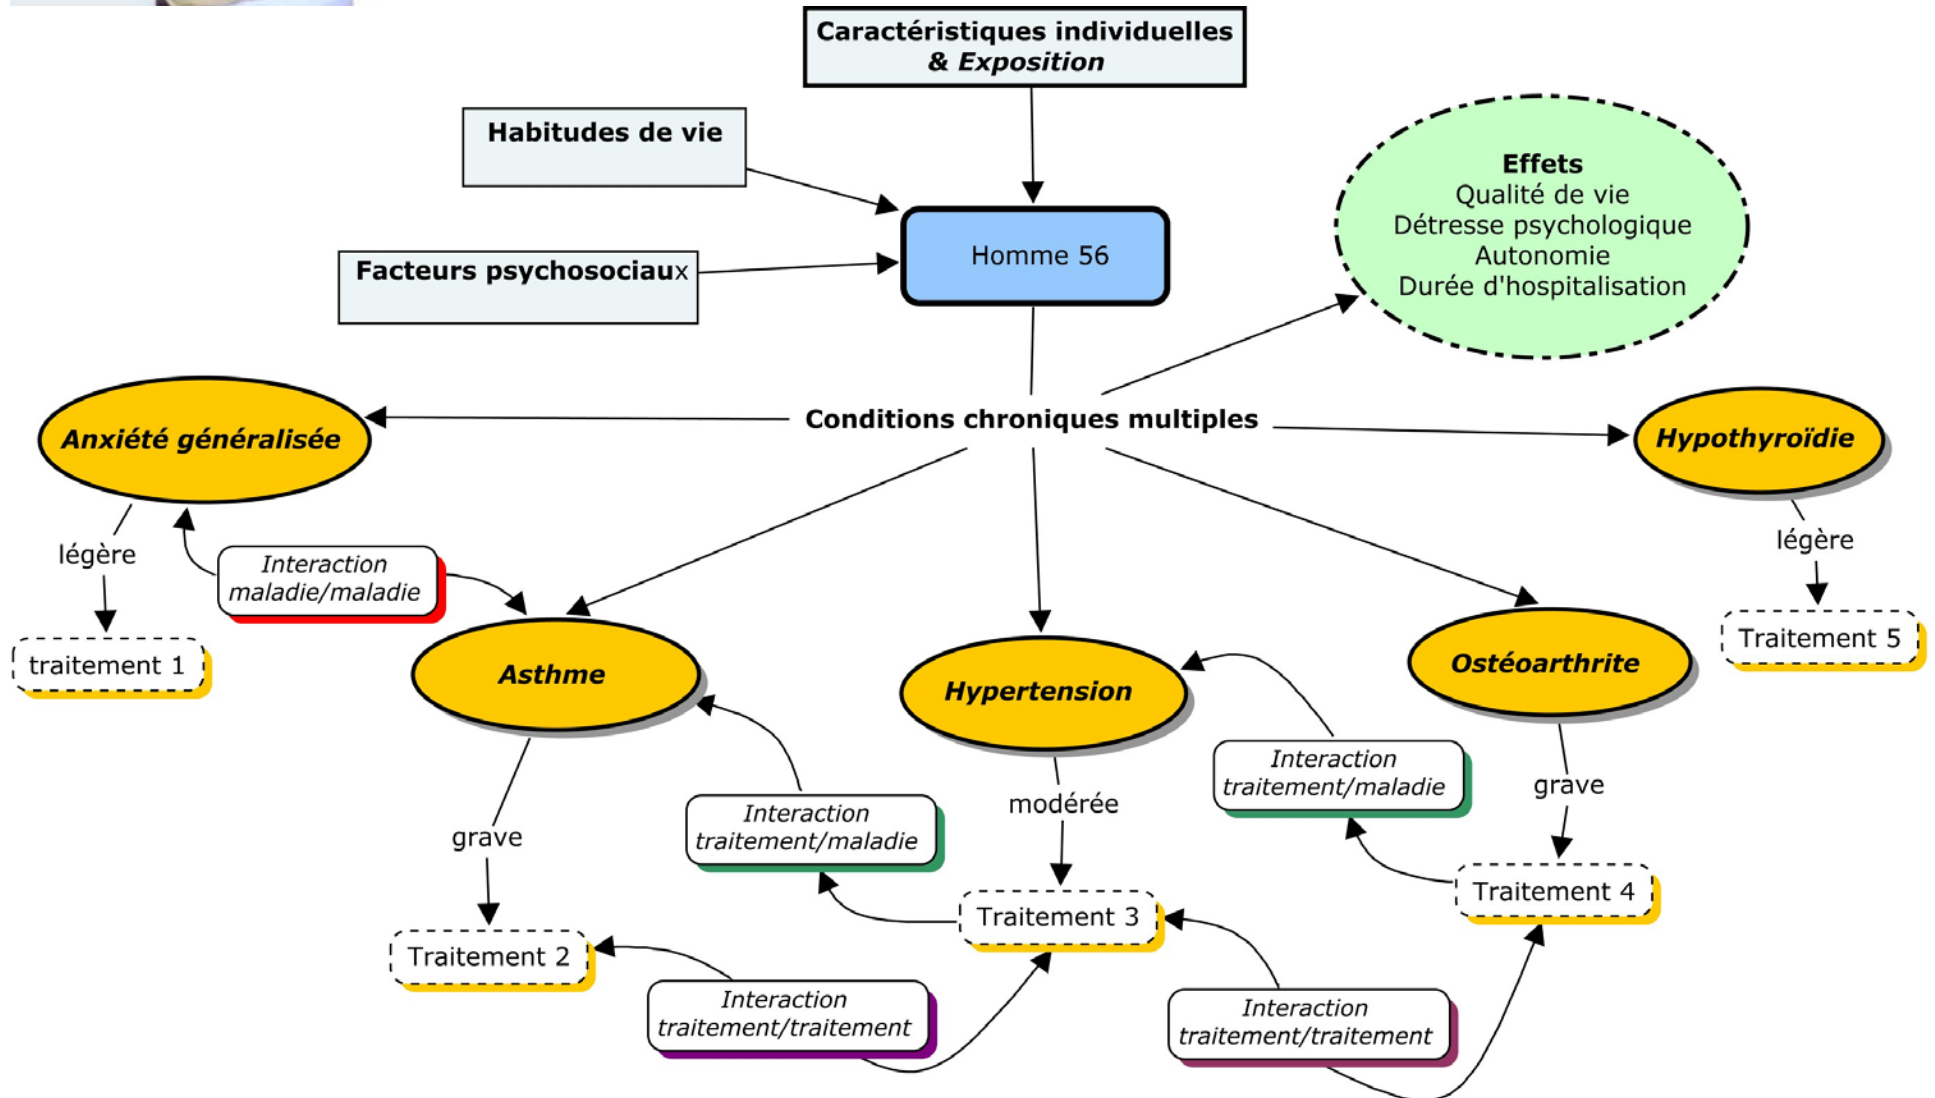 Caractéristiques individuelles
& Exposition
Habitudes de vie
Effets
Qualité de vie
Détresse psychologique
Autonomie
Durée d'hospitalisation
Homme 56
Facteurs psychosociaux
Conditions chroniques multiples
Anxiété généralisée
Hypothyroïdie
légère
Interaction
maladie/maladie
légère
traitement 1
Asthme
Hypertension
Ostéoarthrite
Traitement 5
Interaction
traitement/maladie
grave
modérée
Interaction
traitement/maladie
grave
Traitement 2
Traitement 3
Traitement 4
Interaction
traitement/traitement
Interaction
traitement/traitement